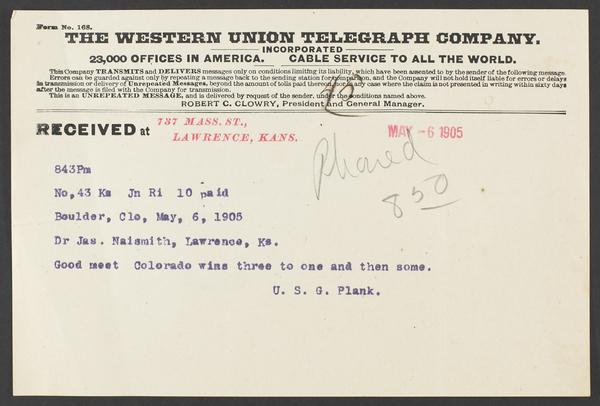 Form No. 168.
THE WESTERN UNION TELEGRAPH COMPANY.
INCORPORATED
23,000 OFFICES IN AMERICA. CABLE SERVICE TO ALL THE WORLD.
This Company TRANSMITS and DELIVERS messages only on conditions limiting its liability, which have been assented to by the sender of the following message.
Errors can be guarded against only by repeating a message back to the sending station for comparison, and the Company will not hold itself liable for errors or delays
in transmission or delivery of Unrepeated Messages, beyond the amount of tolls paid thereon, nor in any case where the claim is not presented in writing within sixty days
after the message is filed with the Company for transmission.
This is an UNREPEATED MESSAGE, and is delivered by request of the sender, under the conditions named above.
ROBERT C. CLOWRY, President and General Manager.
RECEIVED at
737 MASS. ST.,
LAWRENCE, KANS.
MAY -6 1905
Phoned
850
843Pm
No,43 Km Jn Ri 10 paid
Boulder, Clo, May, 6, 1905
Dr Jas. Naismith, Lawrence, Ks.
Good meet Colorado wins three to one and then some.
U. S. G. Plank.